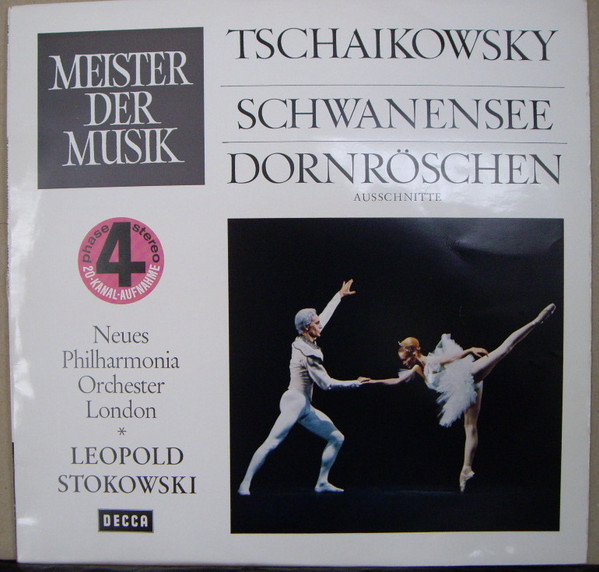 MEISTER
DER
MUSIK
TSCHAIKOWSKY
SCHWANENSEE
DORNRÖSCHEN
AUSSCHNITTE
phase 4 stereo
20-KANAL-AUFNAHME
Neues
Philharmonia
Orchester
London
*
LEOPOLD
STOKOWSKI
DECCA